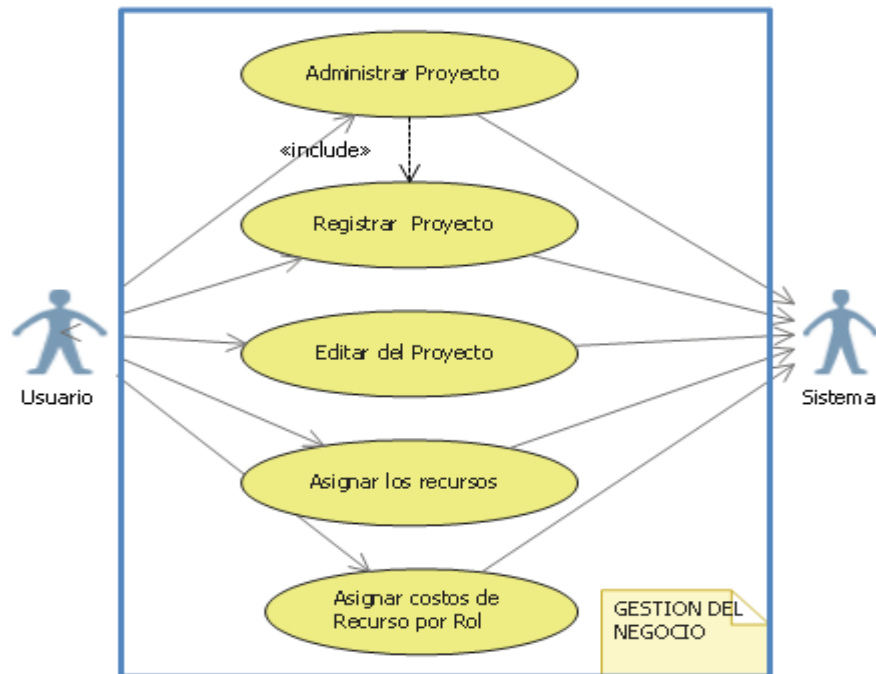 Administrar Proyecto
«include»
Registrar Proyecto
Editar del Proyecto
Usuario
Sistema
Asignar los recursos
Asignar costos de
Recurso por Rol
GESTION DEL
NEGOCIO